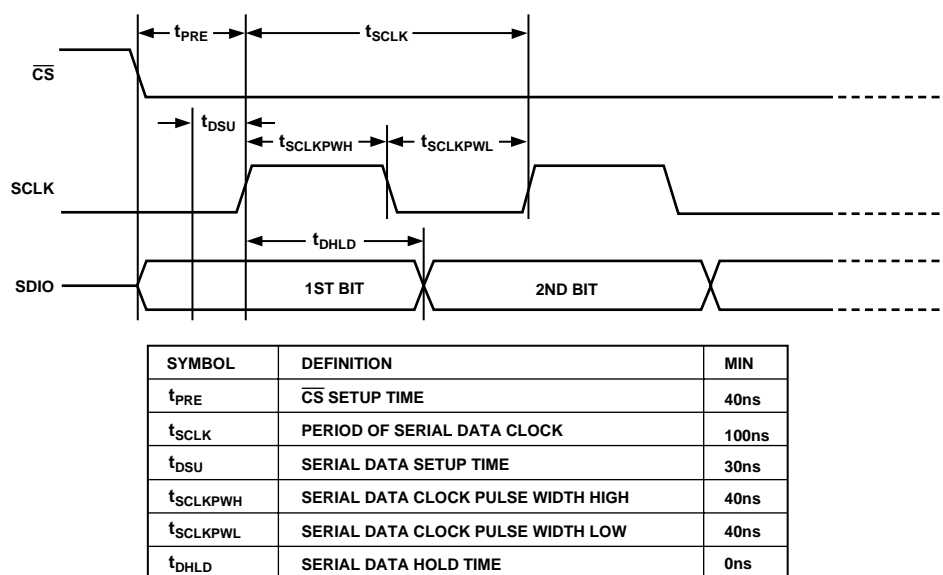 tPRE tSCLK
CS
tDSU
tSCLKPWH tSCLKPWL
SCLK
tDHLD
SDIO 1ST BIT 2ND BIT
SYMBOL DEFINITION MIN
tPRE CS SETUP TIME 40ns
tSCLK PERIOD OF SERIAL DATA CLOCK 100ns
tDSU SERIAL DATA SETUP TIME 30ns
tSCLKPWH SERIAL DATA CLOCK PULSE WIDTH HIGH 40ns
tSCLKPWL SERIAL DATA CLOCK PULSE WIDTH LOW 40ns
tDHLD SERIAL DATA HOLD TIME 0ns